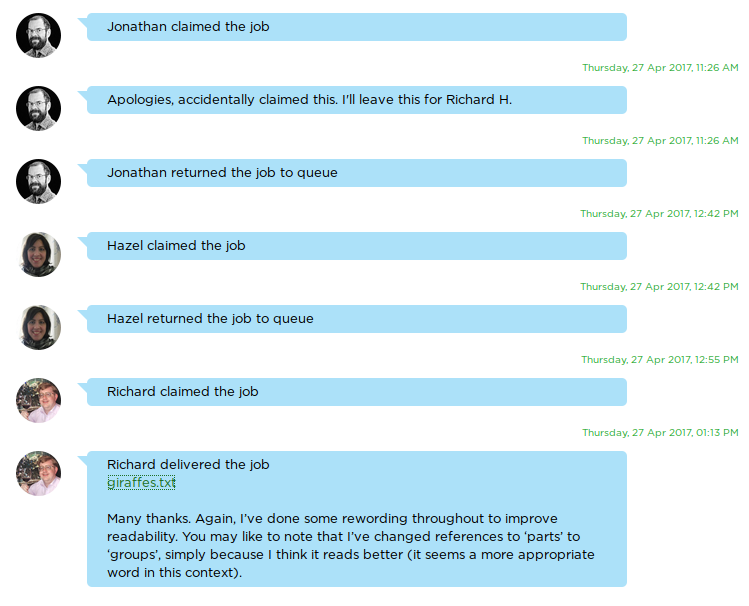 Jonathan claimed the job
Thursday, 27 Apr 2017, 11:26 AM
Apologies, accidentally claimed this. I'll leave this for Richard H.
Thursday, 27 Apr 2017, 11:26 AM
Jonathan returned the job to queue
Thursday, 27 Apr 2017, 12:42 PM
Hazel claimed the job
Thursday, 27 Apr 2017, 12:42 PM
Hazel returned the job to queue
Thursday, 27 Apr 2017, 12:55 PM
Richard claimed the job
Thursday, 27 Apr 2017, 01:13 PM
Richard delivered the job
giraffes.txt
Many thanks. Again, I’ve done some rewording throughout to improve
readability. You may like to note that I’ve changed references to ‘parts’ to
‘groups’, simply because I think it reads better (it seems a more appropriate
word in this context).